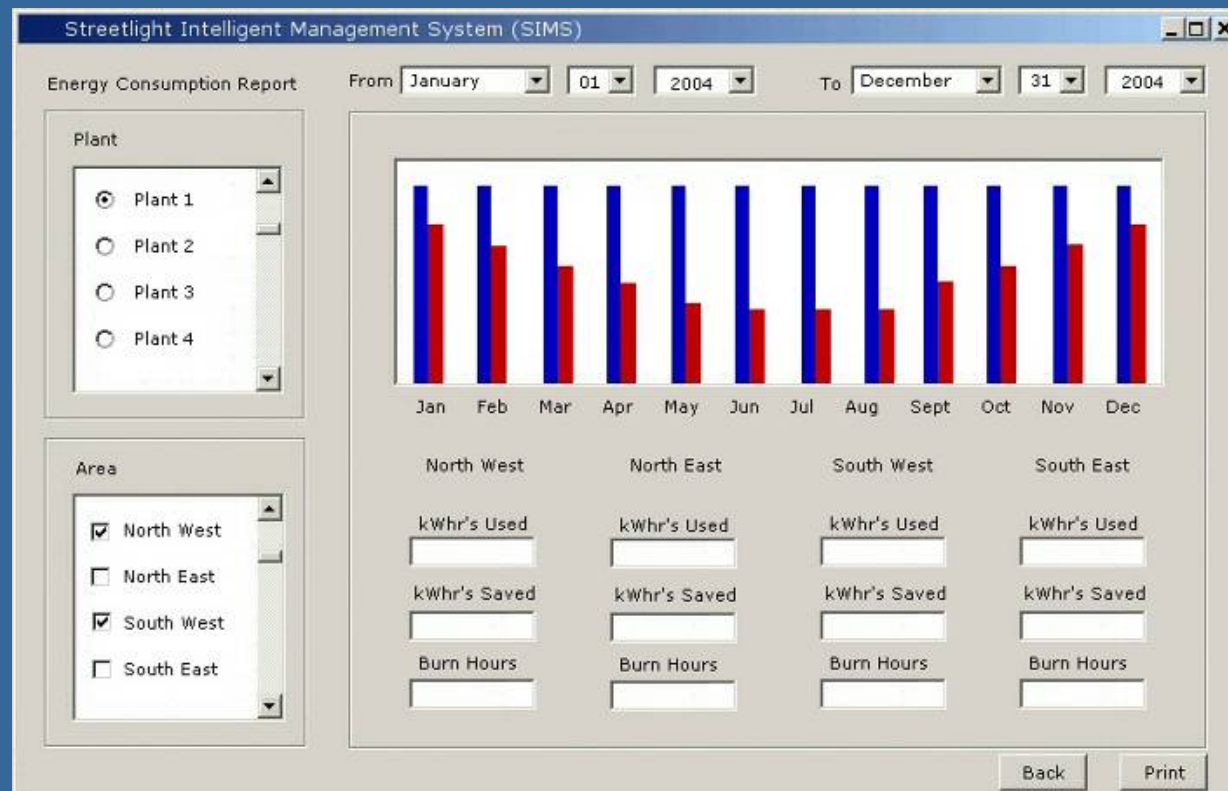 Streetlight Intelligent Management System (SIMS)
Energy Consumption Report
From January 01 2004 To December 31 2004
Plant
Plant 1
Plant 2
Plant 3
Plant 4
Area
North West
North East
South West
South East
Jan Feb Mar Apr May Jun Jul Aug Sept Oct Nov Dec
North West North East South West South East
kWhr's Used kWhr's Used kWhr's Used kWhr's Used
kWhr's Saved kWhr's Saved kWhr's Saved kWhr's Saved
Burn Hours Burn Hours Burn Hours Burn Hours
Back Print